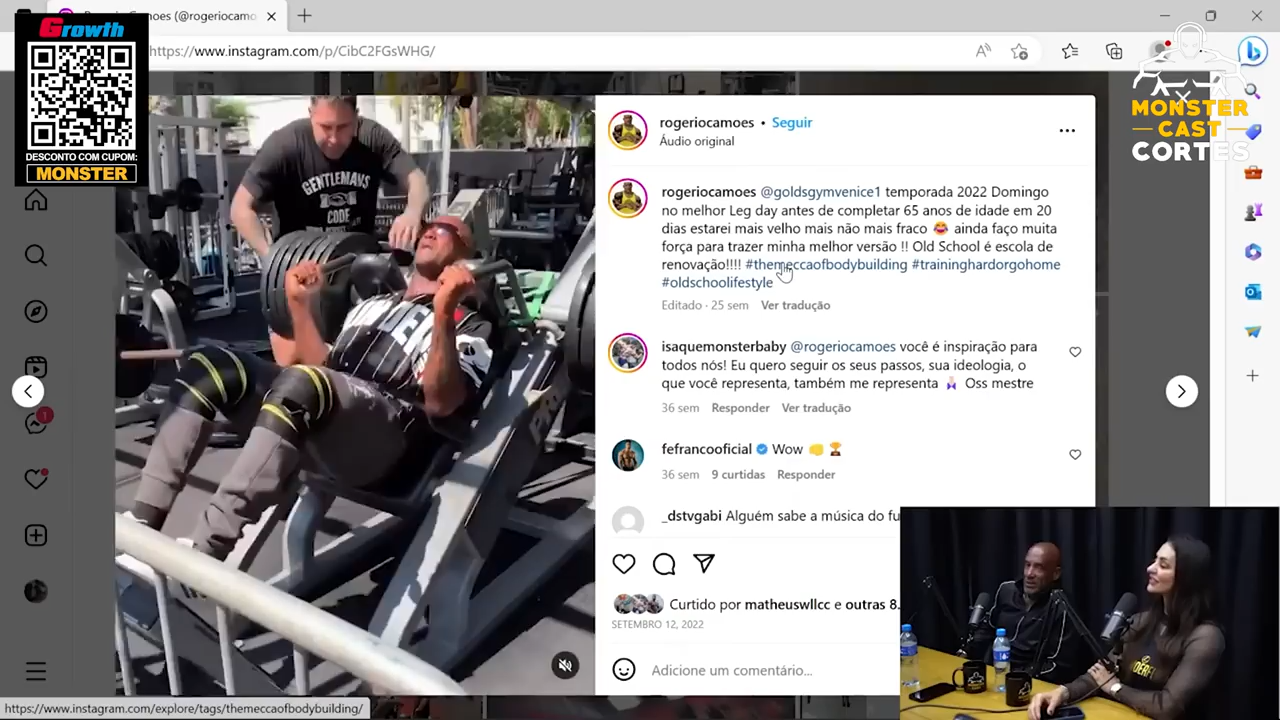 Growth
DESCONTO COM CUPOM:
MONSTER
https://www.instagram.com/p/CibC2FGsWHG/
MONSTER
CAST
CORTES
GENTLEMANS
CODE
rogeriocamoes • Seguir
Áudio original
rogeriocamoes @goldsgymvenice1 temporada 2022 Domingo
no melhor Leg day antes de completar 65 anos de idade em 20
dias estarei mais velho mais não mais fraco 😂 ainda faço muita
força para trazer minha melhor versão !! Old School é escola de
renovação!!!! #themeccaofbodybuilding #traininghardorgohome
#oldschoolifestyle
Editado · 25 sem Ver tradução
isaquemonsterbaby @rogeriocamoes você é inspiração para
todos nós! Eu quero seguir os seus passos, sua ideologia, o
que você representa, também me representa 🙏🏻 Oss mestre
36 sem Responder Ver tradução
fefrancooficial Wow 👊 🏆
36 sem 9 curtidas Responder
_dstvgabi Alguém sabe a música do fu
Curtido por matheuswllcc e outras 8.
SETEMBRO 12, 2022
Adicione um comentário...
1
https://www.instagram.com/explore/tags/themeccaofbodybuilding/